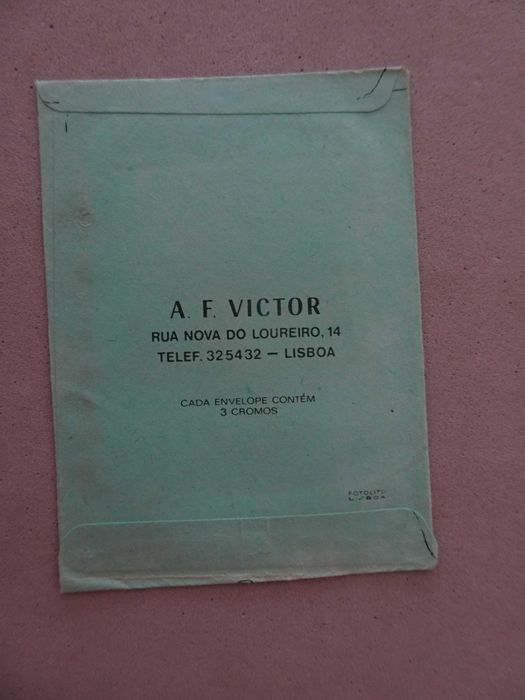 A. F. VICTOR
RUA NOVA DO LOUREIRO, 14
TELEF. 325432 — LISBOA
CADA ENVELOPE CONTÉM
3 CROMOS
FOTOLITO
LISBOA